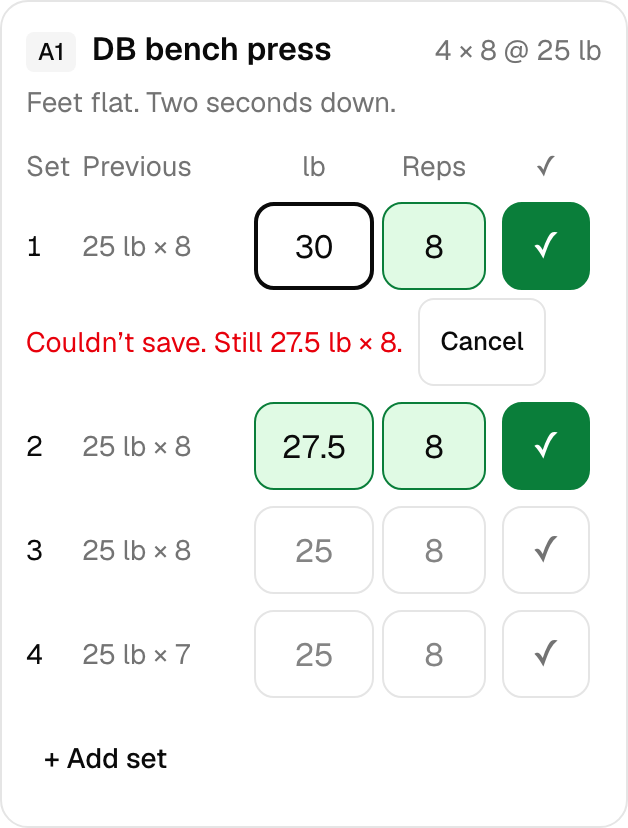 A1 DB bench press 4 × 8 @ 25 lb
Feet flat. Two seconds down.
Set Previous lb Reps ✓
1 25 lb × 8 30 8 ✓
Couldn’t save. Still 27.5 lb × 8. Cancel
2 25 lb × 8 27.5 8 ✓
3 25 lb × 8 25 8 ✓
4 25 lb × 7 25 8 ✓
+ Add set